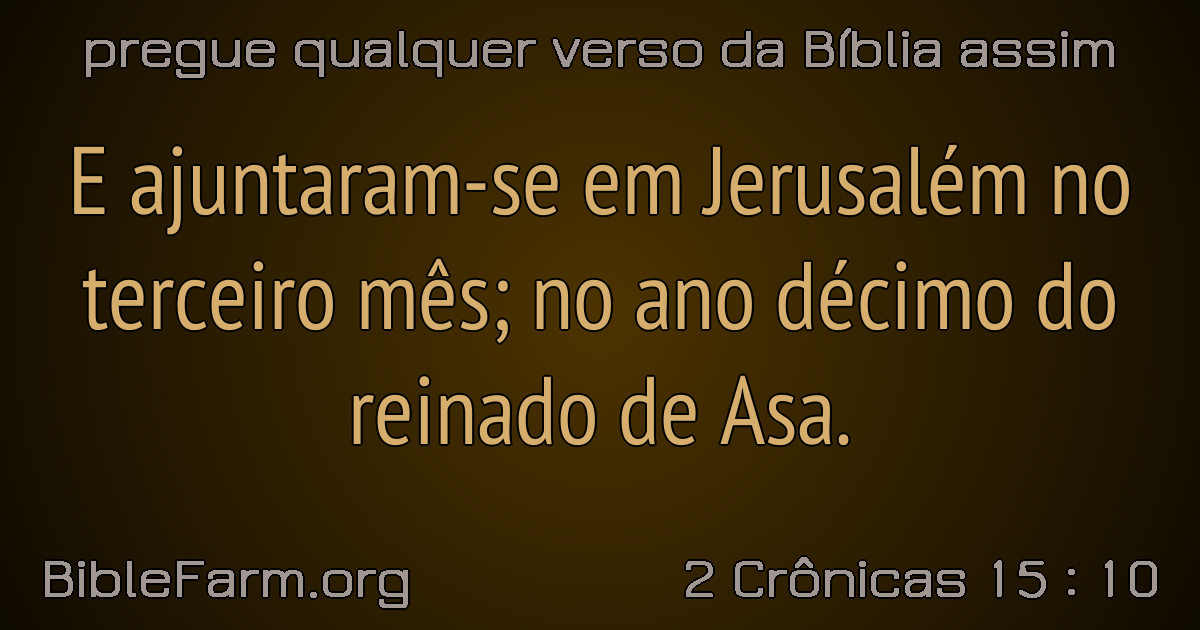 pregue qualquer verso da Bíblia assim
E ajuntaram-se em Jerusalém no
terceiro mês; no ano décimo do
reinado de Asa.
BibleFarm.org
2 Crônicas 15 : 10